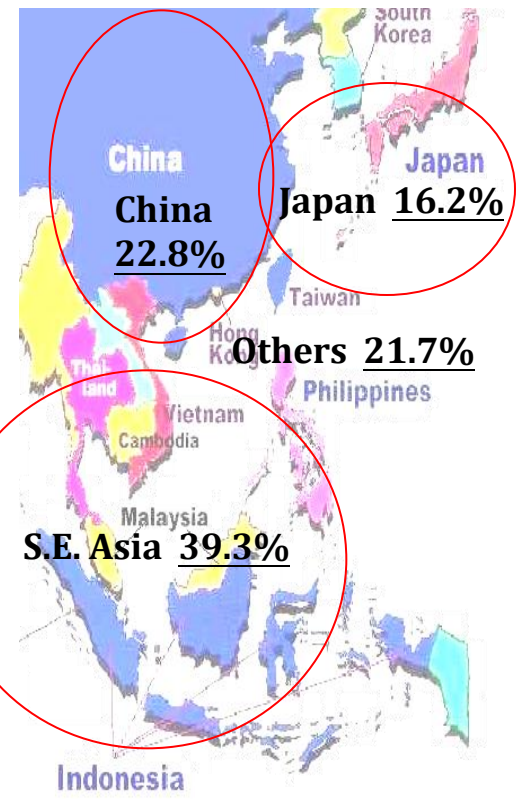 South
Korea
China
Japan
China
22.8%
Japan 16.2%
Taiwan
Hong
Kong
Others 21.7%
Thai-
land
Philippines
Vietnam
Cambodia
Malaysia
S.E. Asia 39.3%
Indonesia